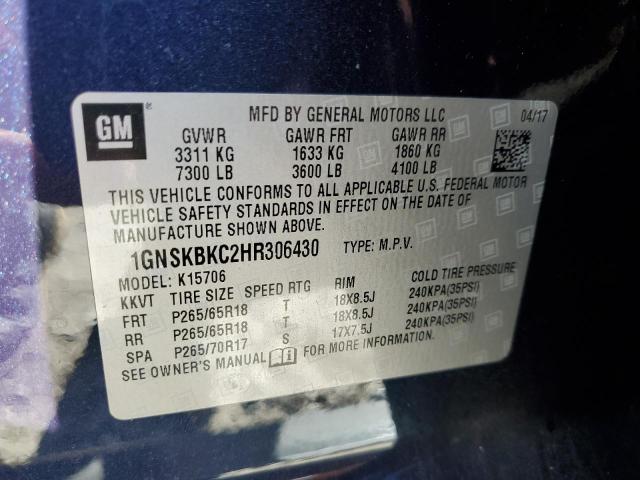 GM
MFD BY GENERAL MOTORS LLC 04/17
GVWR GAWR FRT GAWR RR
3311 KG 1633 KG 1860 KG
7300 LB 3600 LB 4100 LB
THIS VEHICLE CONFORMS TO ALL APPLICABLE U.S. FEDERAL MOTOR
VEHICLE SAFETY STANDARDS IN EFFECT ON THE DATE OF
MANUFACTURE SHOWN ABOVE.
1GNSKBKC2HR306430 TYPE: M.P.V.
MODEL: K15706
KKVT TIRE SIZE SPEED RTG RIM COLD TIRE PRESSURE
FRT P265/65R18 T 18X8.5J 240KPA(35PSI)
RR P265/65R18 T 18X8.5J 240KPA(35PSI)
SPA P265/70R17 S 17X7.5J 240KPA(35PSI)
SEE OWNER'S MANUAL FOR MORE INFORMATION.